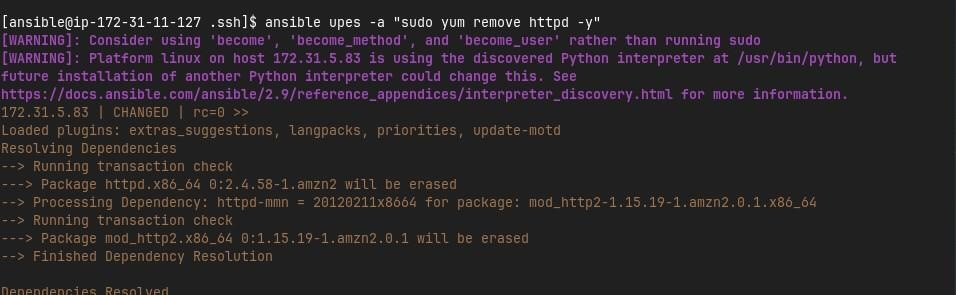 [ansible@ip-172-31-11-127 .ssh]$ ansible upes -a "sudo yum remove httpd -y"
[WARNING]: Consider using 'become', 'become_method', and 'become_user' rather than running sudo
[WARNING]: Platform linux on host 172.31.5.83 is using the discovered Python interpreter at /usr/bin/python, but
future installation of another Python interpreter could change this. See
https://docs.ansible.com/ansible/2.9/reference_appendices/interpreter_discovery.html for more information.
172.31.5.83 | CHANGED | rc=0 >>
Loaded plugins: extras_suggestions, langpacks, priorities, update-motd
Resolving Dependencies
--> Running transaction check
---> Package httpd.x86_64 0:2.4.58-1.amzn2 will be erased
--> Processing Dependency: httpd-mmn = 20120211x8664 for package: mod_http2-1.15.19-1.amzn2.0.1.x86_64
--> Running transaction check
---> Package mod_http2.x86_64 0:1.15.19-1.amzn2.0.1 will be erased
--> Finished Dependency Resolution
Dependencies Resolved